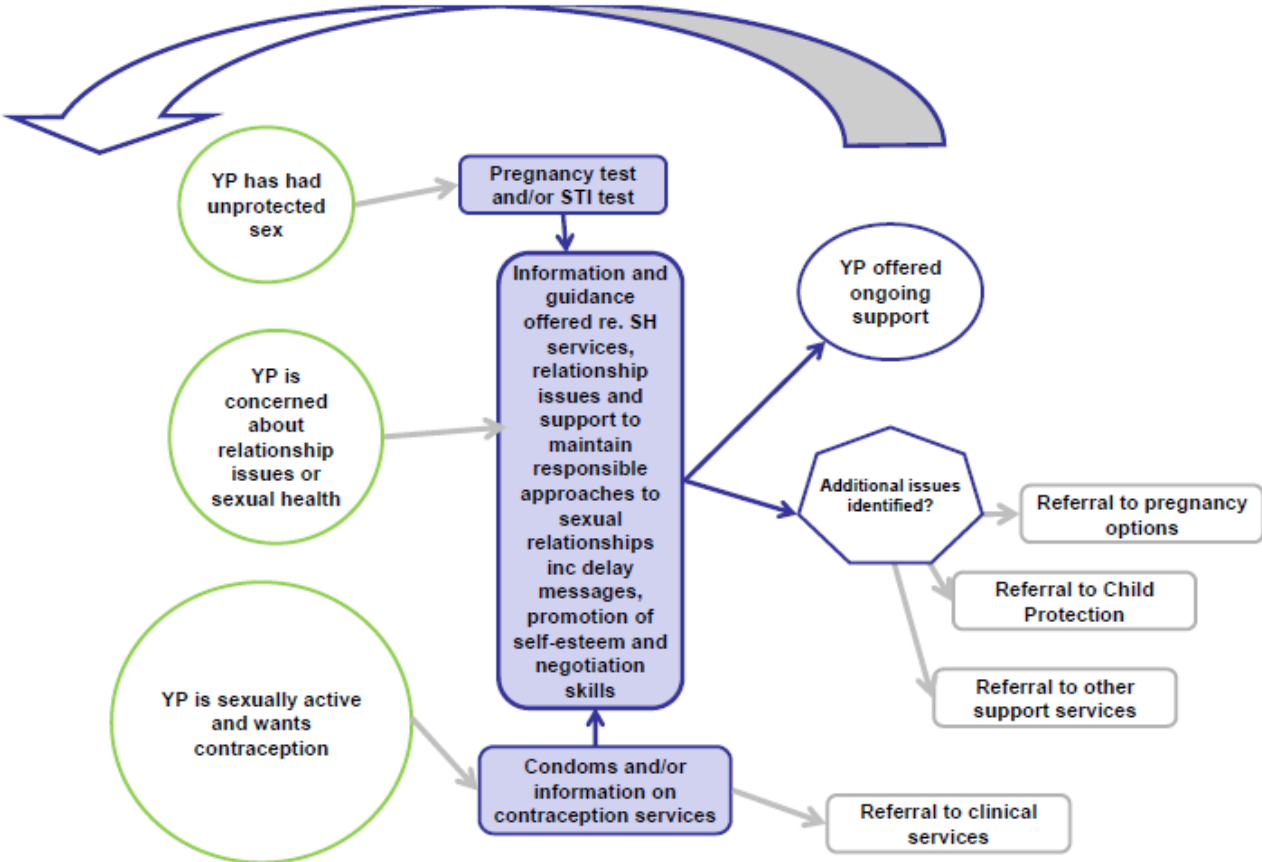 YP has had
unprotected
sex
Pregnancy test
and/or STI test
YP is
concerned
about
relationship
issues or
sexual health
Information and
guidance
offered re. SH
services,
relationship
issues and
support to
maintain
responsible
approaches to
sexual
relationships
inc delay
messages,
promotion of
self-esteem and
negotiation
skills
YP offered
ongoing
support
Additional issues
identified?
Referral to pregnancy
options
Referral to Child
Protection
Referral to other
support services
YP is sexually active
and wants
contraception
Condoms and/or
information on
contraception services
Referral to clinical
services